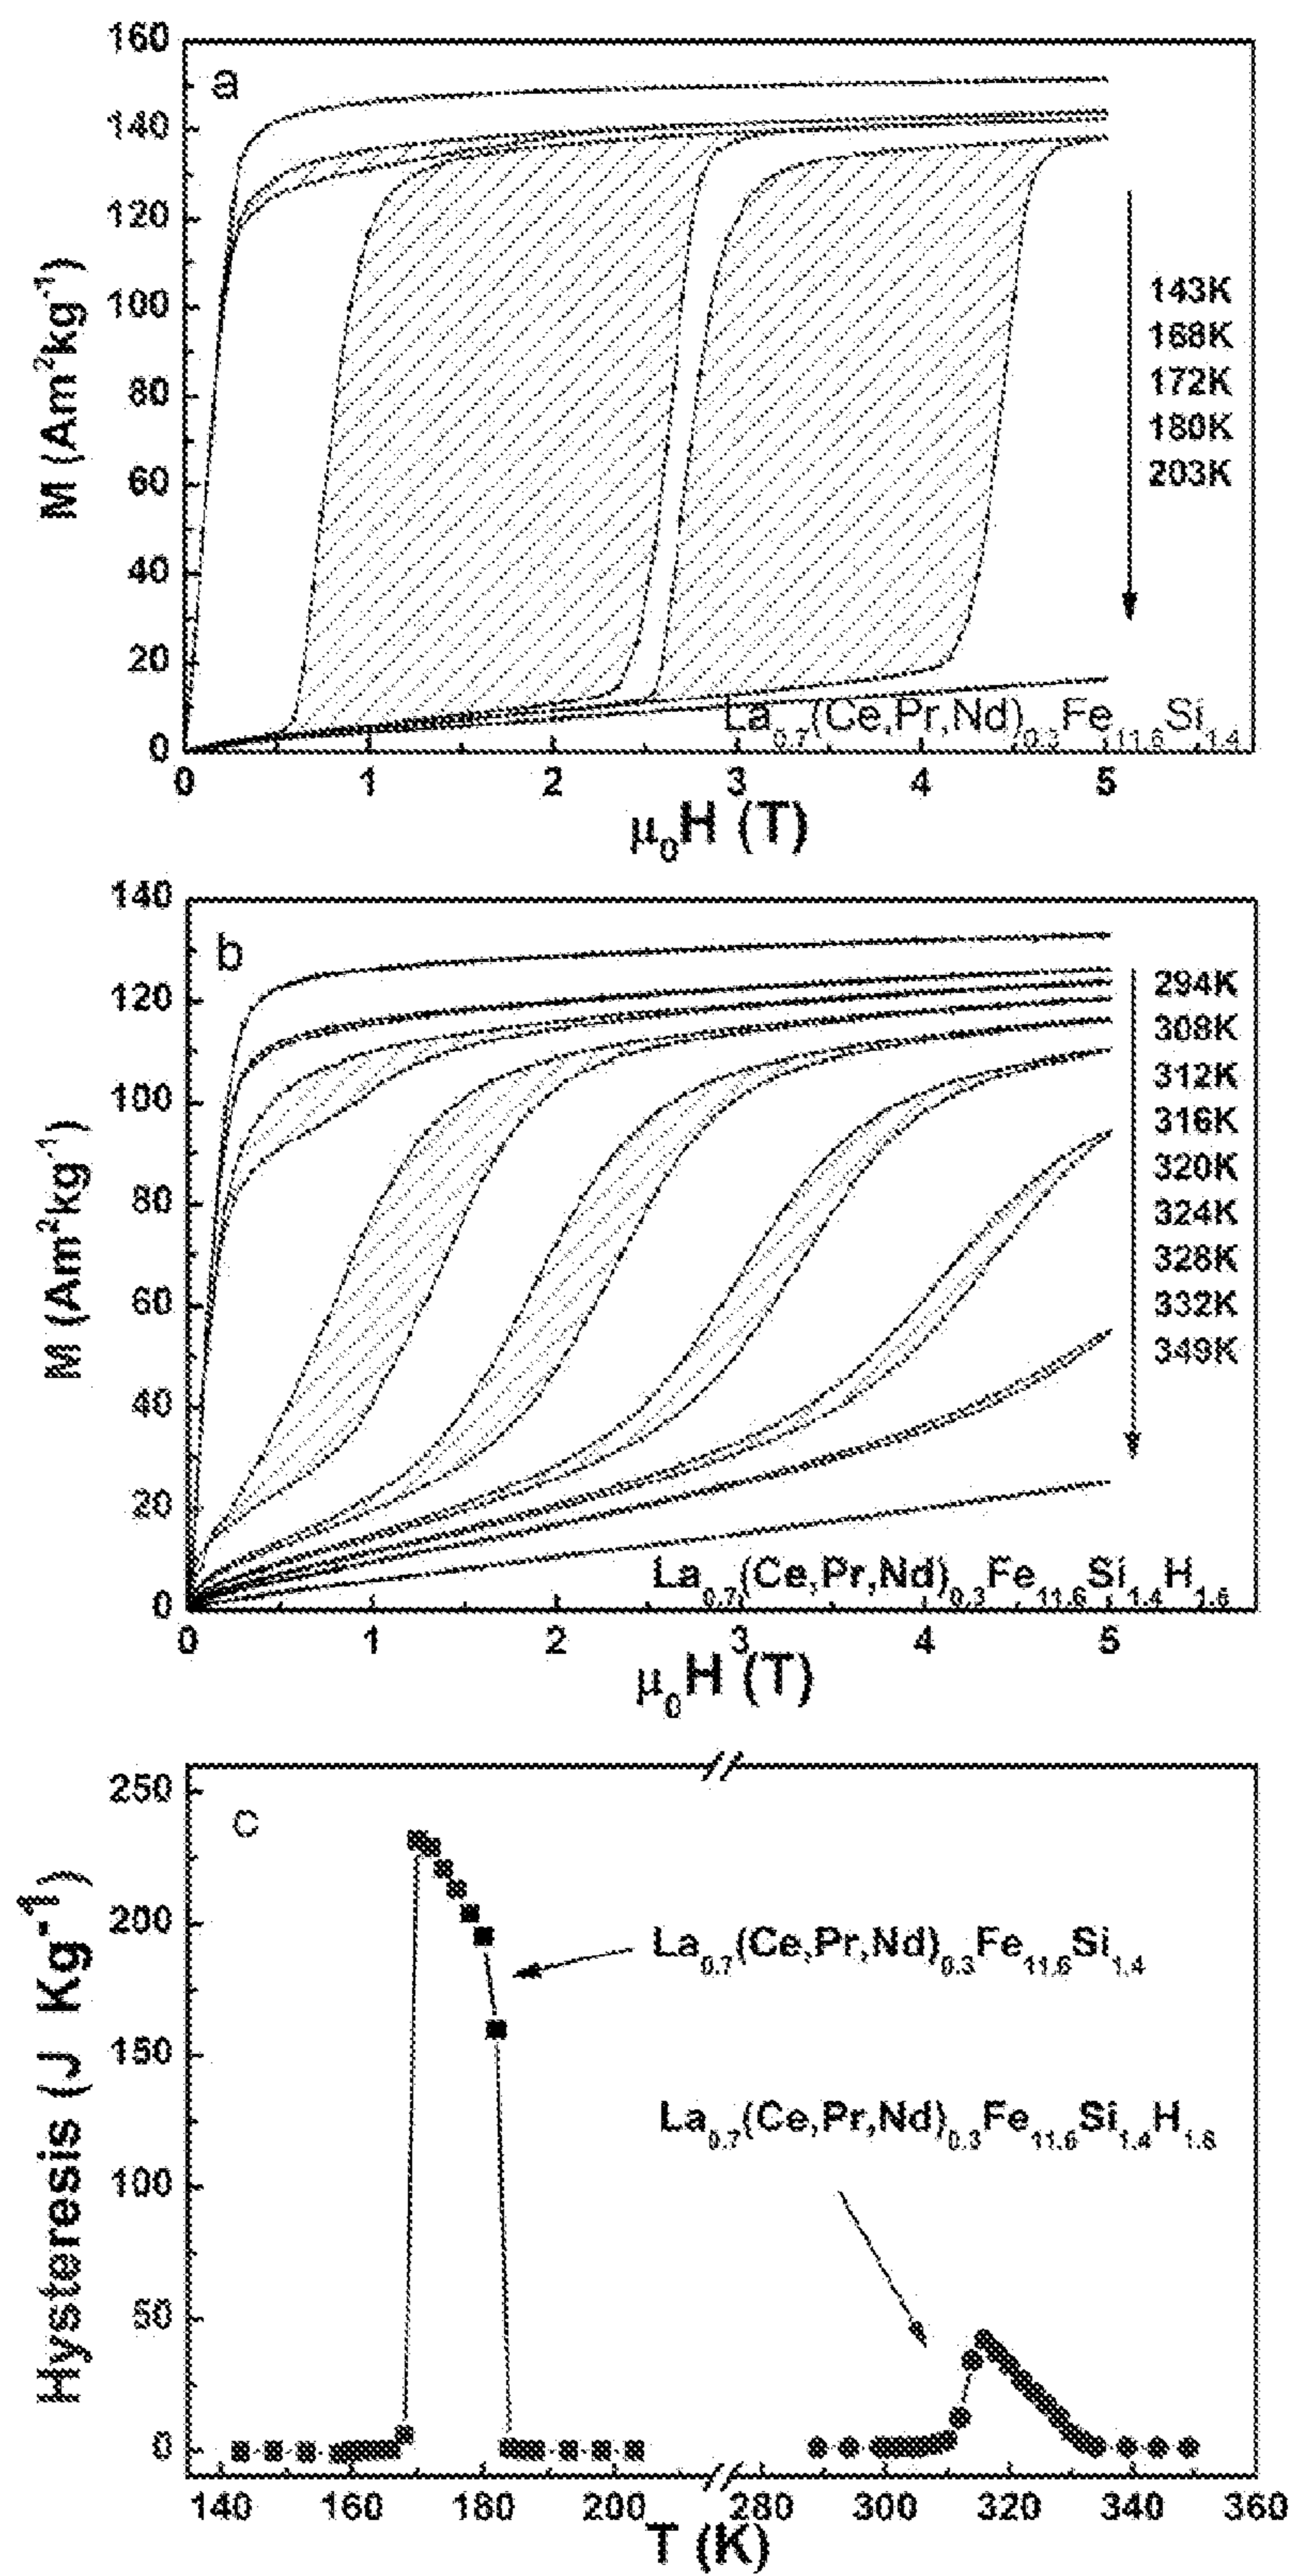 160
a
140
120
100
80
60
40
20
0
M (Am²kg⁻¹)
143K
168K
172K
180K
203K
La₀.₇(Ce,Pr,Nd)₀.₃Fe₁₁.₆Si₁.₄
0 1 2 3 4 5
μ₀H (T)
140
b
120
100
80
60
40
20
0
M (Am²kg⁻¹)
294K
308K
312K
316K
320K
324K
328K
332K
349K
La₀.₇(Ce,Pr,Nd)₀.₃Fe₁₁.₆Si₁.₄H₁.₆
0 1 2 3 4 5
μ₀H (T)
250
c
200
150
100
50
0
Hysteresis (J Kg⁻¹)
La₀.₇(Ce,Pr,Nd)₀.₃Fe₁₁.₆Si₁.₄
La₀.₇(Ce,Pr,Nd)₀.₃Fe₁₁.₆Si₁.₄H₁.₆
140 160 180 200 280 300 320 340 360
T (K)